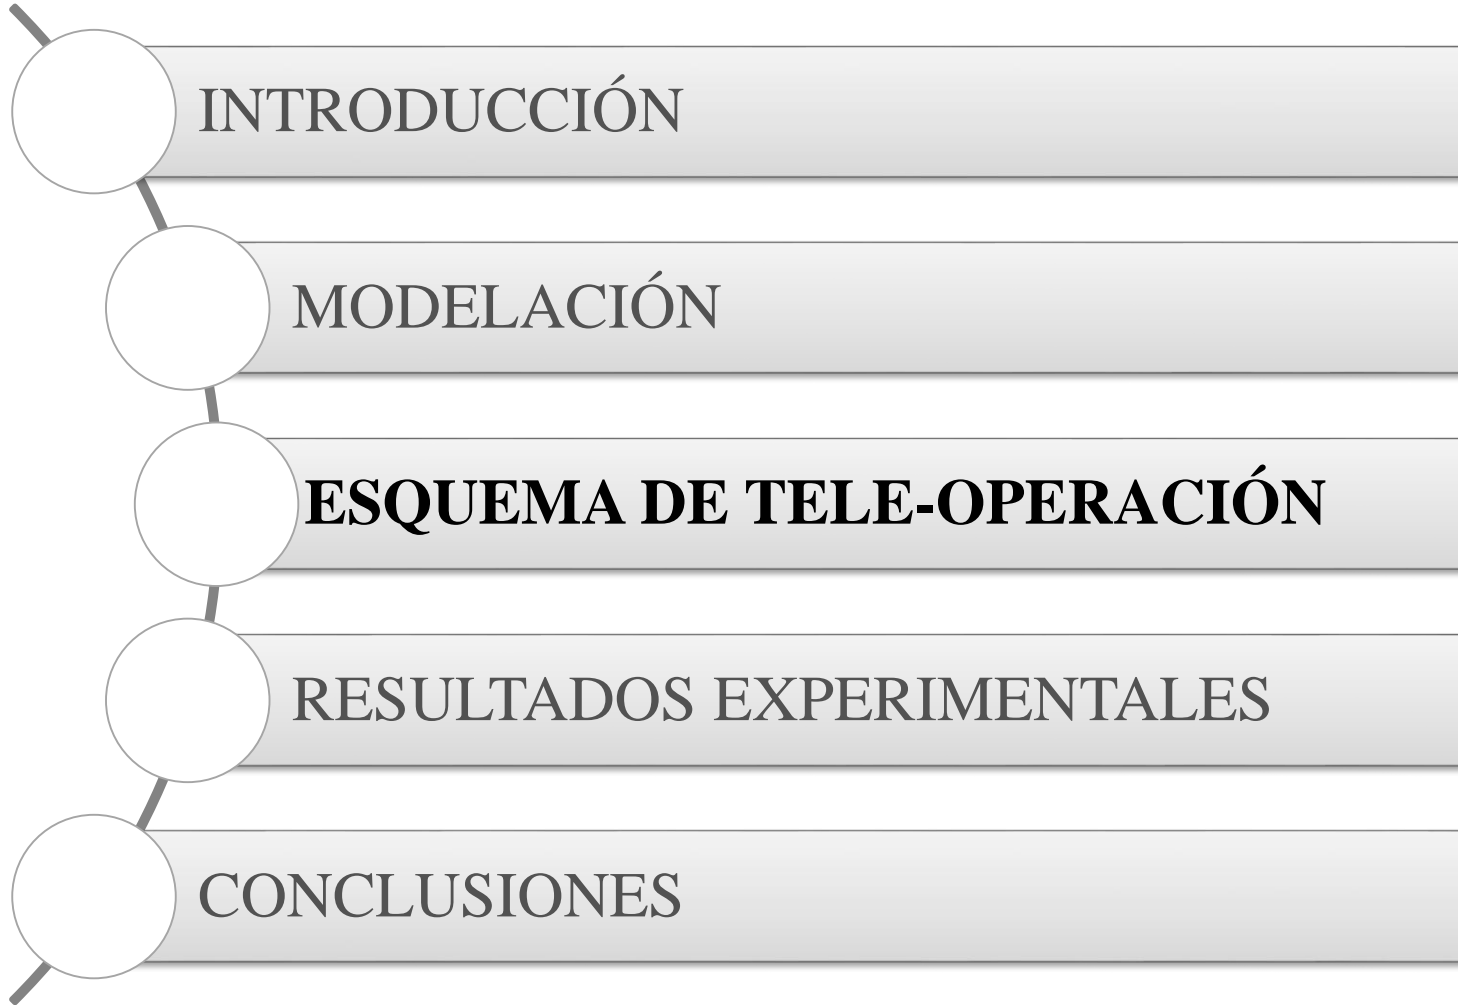 INTRODUCCIÓN
MODELACIÓN
ESQUEMA DE TELE-OPERACIÓN
RESULTADOS EXPERIMENTALES
CONCLUSIONES